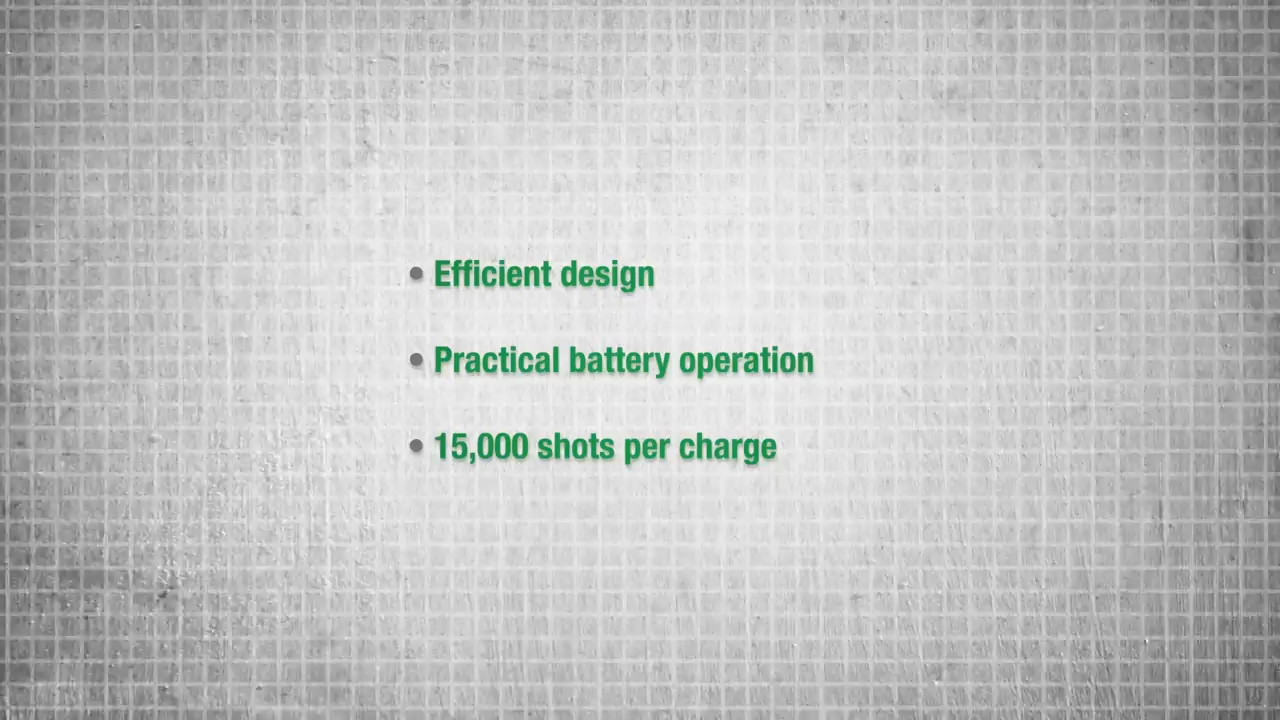 • Efficient design
• Practical battery operation
• 15,000 shots per charge